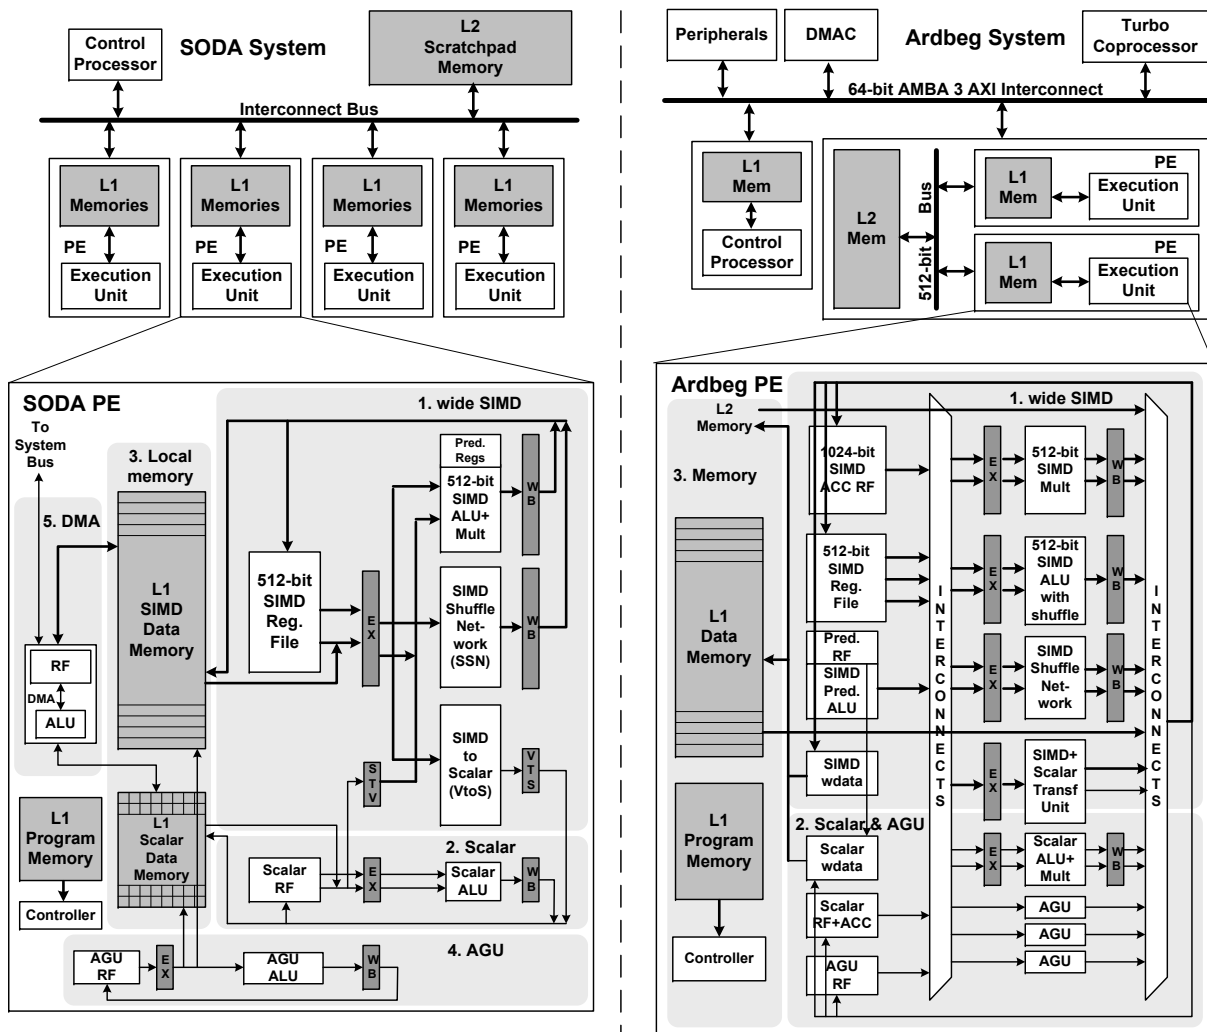 SODA System
Control
Processor
L2
Scratchpad
Memory
Interconnect Bus
L1
Memories
PE
Execution
Unit
L1
Memories
PE
Execution
Unit
L1
Memories
PE
Execution
Unit
L1
Memories
PE
Execution
Unit
SODA PE
To
System
Bus
1. wide SIMD
3. Local
memory
5. DMA
L1
SIMD
Data
Memory
512-bit
SIMD
Reg.
File
EX
Pred.
Regs
512-bit
SIMD
ALU+
Mult
WB
SIMD
Shuffle
Net-
work
(SSN)
WB
SIMD
to
Scalar
(VtoS)
VTS
STV
RF
DMA
ALU
L1
Program
Memory
Controller
L1
Scalar
Data
Memory
2. Scalar
Scalar
RF
EX
Scalar
ALU
WB
4. AGU
AGU
RF
EX
AGU
ALU
WB
Ardbeg System
Peripherals
DMAC
Turbo
Coprocessor
64-bit AMBA 3 AXI Interconnect
L1
Mem
Control
Processor
L2
Mem
512-bit Bus
PE
L1
Mem
Execution
Unit
PE
L1
Mem
Execution
Unit
Ardbeg PE
1. wide SIMD
L2
Memory
3. Memory
1024-bit
SIMD
ACC RF
512-bit
SIMD
Reg.
File
Pred.
RF
SIMD
Pred.
ALU
SIMD
wdata
L1
Data
Memory
L1
Program
Memory
Controller
INTERCONNECTS
EX
512-bit
SIMD
Mult
WB
EX
512-bit
SIMD
ALU
with
shuffle
WB
EX
SIMD
Shuffle
Net-
work
WB
EX
SIMD+
Scalar
Transf
Unit
INTERCONNECTS
2. Scalar & AGU
Scalar
wdata
Scalar
RF+ACC
AGU
RF
EX
Scalar
ALU+
Mult
WB
AGU
AGU
AGU